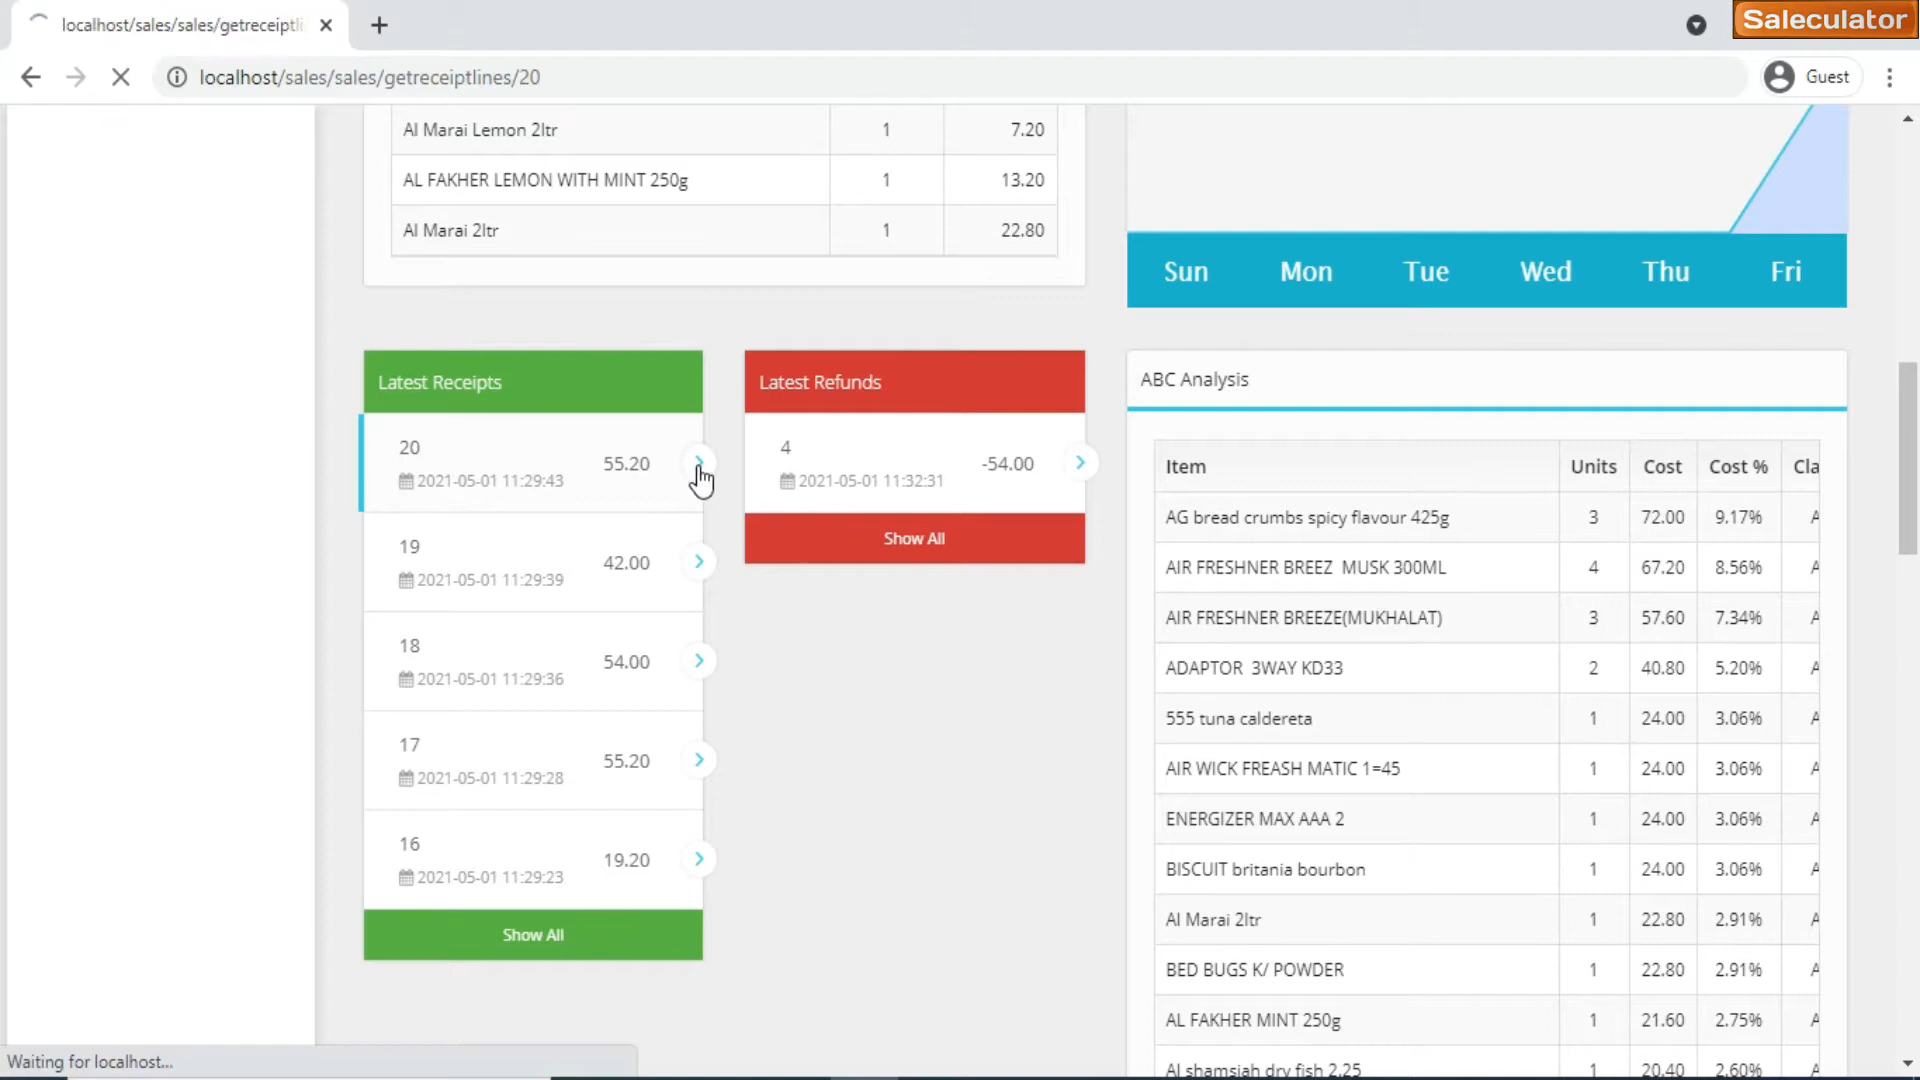 localhost/sales/sales/getreceiptli
Saleculator
localhost/sales/sales/getreceiptlines/20
Guest
Al Marai Lemon 2ltr 1 7.20
AL FAKHER LEMON WITH MINT 250g 1 13.20
Al Marai 2ltr 1 22.80
Sun Mon Tue Wed Thu Fri
Latest Receipts
20
2021-05-01 11:29:43
55.20
19
2021-05-01 11:29:39
42.00
18
2021-05-01 11:29:36
54.00
17
2021-05-01 11:29:28
55.20
16
2021-05-01 11:29:23
19.20
Show All
Latest Refunds
4
2021-05-01 11:32:31
-54.00
Show All
ABC Analysis
Item Units Cost Cost % Cla
AG bread crumbs spicy flavour 425g 3 72.00 9.17% A
AIR FRESHNER BREEZ MUSK 300ML 4 67.20 8.56% A
AIR FRESHNER BREEZE(MUKHALAT) 3 57.60 7.34% A
ADAPTOR 3WAY KD33 2 40.80 5.20% A
555 tuna caldereta 1 24.00 3.06% A
AIR WICK FREASH MATIC 1=45 1 24.00 3.06% A
ENERGIZER MAX AAA 2 1 24.00 3.06% A
BISCUIT britania bourbon 1 24.00 3.06% A
Al Marai 2ltr 1 22.80 2.91% A
BED BUGS K/ POWDER 1 22.80 2.91% A
AL FAKHER MINT 250g 1 21.60 2.75% A
Al shamsiah dry fish 2.25 1 20.40 2.60% A
Waiting for localhost...